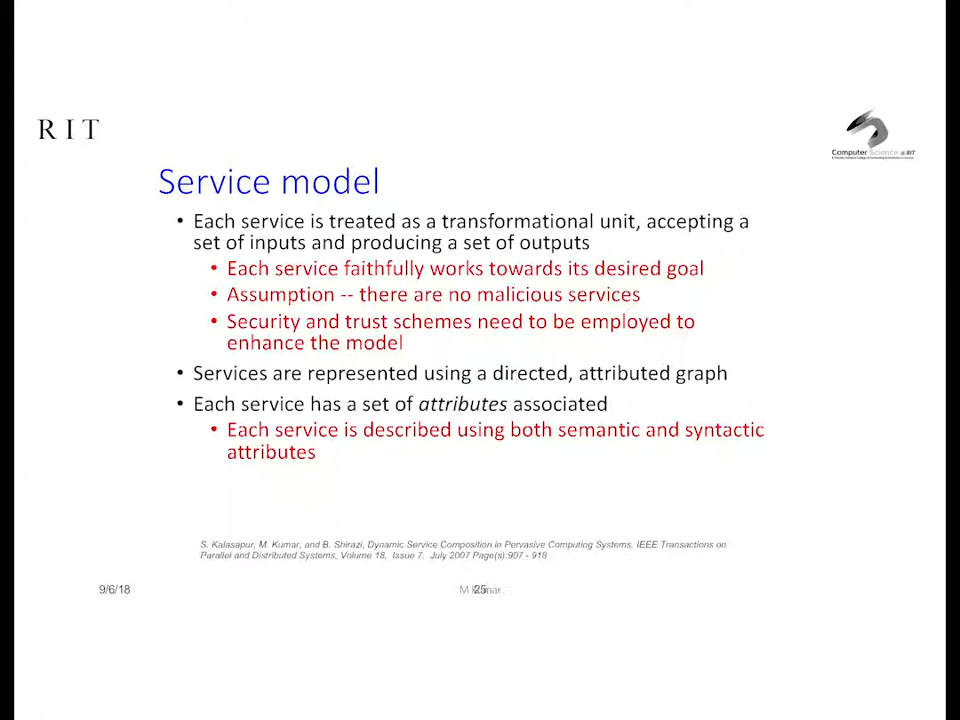 R I T
Computer Science @ RIT
Service model
• Each service is treated as a transformational unit, accepting a
set of inputs and producing a set of outputs
• Each service faithfully works towards its desired goal
• Assumption -- there are no malicious services
• Security and trust schemes need to be employed to
enhance the model
• Services are represented using a directed, attributed graph
• Each service has a set of attributes associated
• Each service is described using both semantic and syntactic
attributes
S. Kalasapur, M. Kumar, and B. Shirazi, Dynamic Service Composition in Pervasive Computing Systems, IEEE Transactions on
Parallel and Distributed Systems, Volume 18, Issue 7, July 2007 Page(s):907 - 918
9/6/18
M Kumar
25